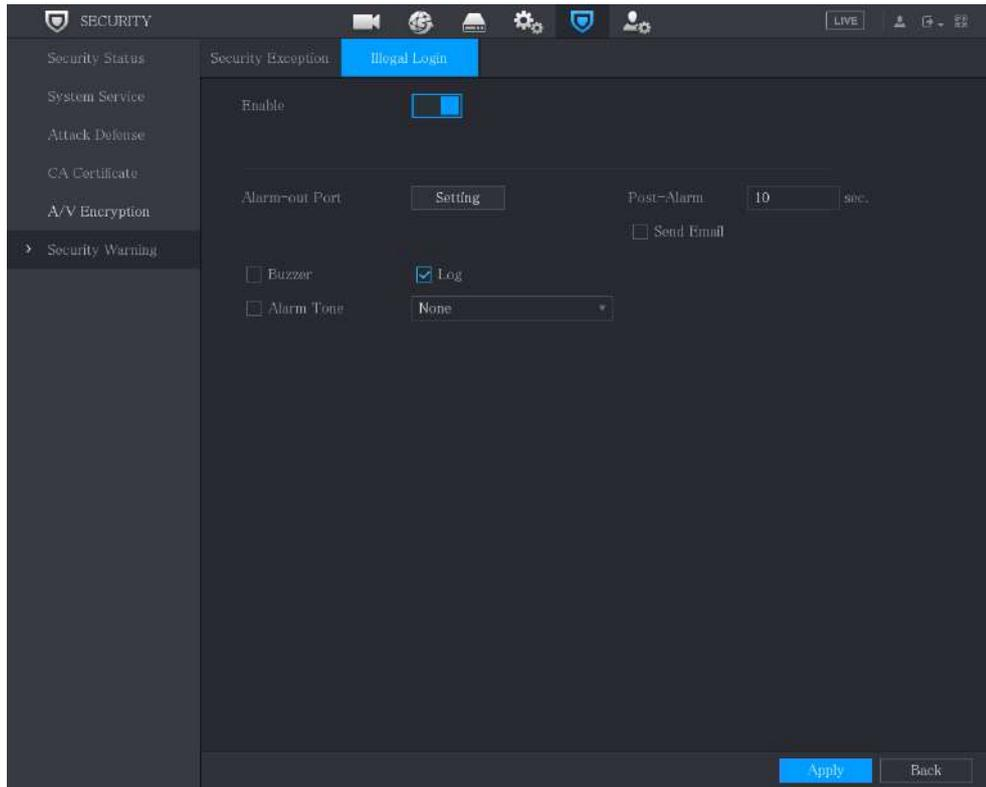 SECURITY
LIVE
Security Status
System Service
Attack Defense
CA Certificate
A/V Encryption
Security Warning
Security Exception
Illegal Login
Enable
Alarm-out Port
Setting
Post-Alarm
10
sec.
Send Email
Buzzer
Log
Alarm Tone
None
Apply
Back